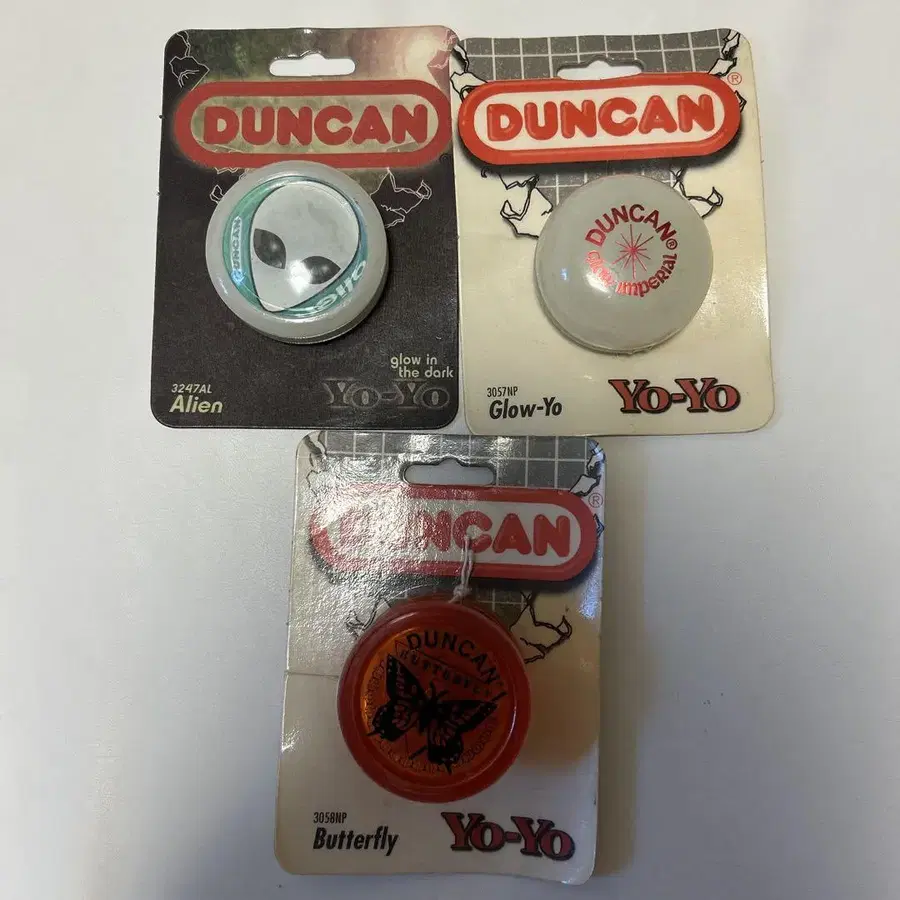 DUNCAN
DUNCAN
alien
glow in
the dark
3247AL
Alien
Yo-Yo
DUNCAN®
DUNCAN®
Glow Imperial
3057NP
Glow-Yo
Yo-Yo
DUNCAN®
DUNCAN
BUTTERFLY
3058NP
Butterfly
Yo-Yo